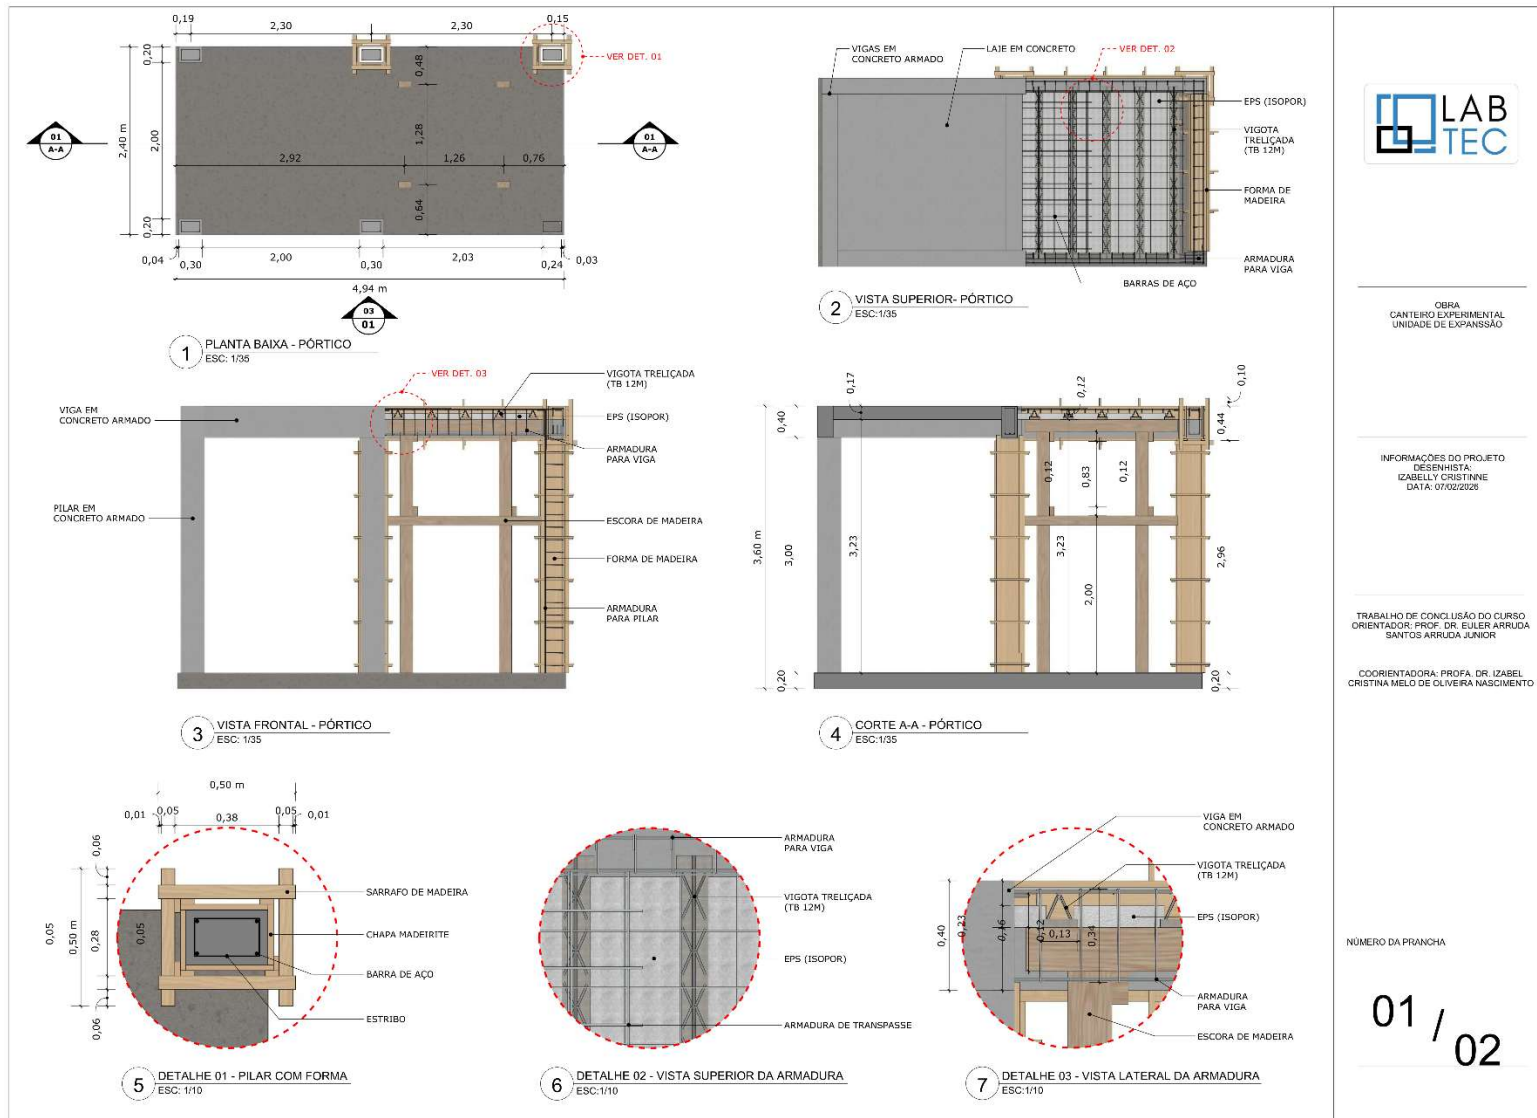 0,19
2,30
2,30
0,15
0,20
2,40 m
2,00
0,20
0,48
1,28
0,64
2,92
1,26
0,76
VER DET. 01
01
A-A
01
A-A
0,04
0,30
2,00
0,30
2,03
0,24
0,03
4,94 m
03
01
1
PLANTA BAIXA - PÓRTICO
ESC: 1/35
VIGAS EM
CONCRETO ARMADO
LAJE EM CONCRETO
VER DET. 02
EPS (ISOPOR)
VIGOTA
TRELIÇADA
(TB 12M)
FORMA DE
MADEIRA
ARMADURA
PARA VIGA
BARRAS DE AÇO
2
VISTA SUPERIOR- PÓRTICO
ESC:1/35
VER DET. 03
VIGOTA TRELIÇADA
(TB 12M)
VIGA EM
CONCRETO ARMADO
EPS (ISOPOR)
ARMADURA
PARA VIGA
PILAR EM
CONCRETO ARMADO
ESCORA DE MADEIRA
FORMA DE MADEIRA
ARMADURA
PARA PILAR
3
VISTA FRONTAL - PÓRTICO
ESC: 1/35
0,17
0,12
0,10
0,40
0,44
0,12
0,83
0,12
3,60 m
3,00
3,23
3,23
2,00
2,96
0,20
0,20
4
CORTE A-A - PÓRTICO
ESC:1/35
0,50 m
0,01
0,05
0,38
0,05
0,01
0,06
0,05
0,50 m
0,28
0,05
0,06
SARRAFO DE MADEIRA
CHAPA MADEIRITE
BARRA DE AÇO
ESTRIBO
5
DETALHE 01 - PILAR COM FORMA
ESC: 1/10
ARMADURA
PARA VIGA
VIGOTA TRELIÇADA
(TB 12M)
EPS (ISOPOR)
ARMADURA DE TRANSPASSE
6
DETALHE 02 - VISTA SUPERIOR DA ARMADURA
ESC:1/10
VIGA EM
CONCRETO ARMADO
VIGOTA TRELIÇADA
(TB 12M)
EPS (ISOPOR)
0,40
0,23
0,16
0,12
0,13
0,34
ARMADURA
PARA VIGA
ESCORA DE MADEIRA
7
DETALHE 03 - VISTA LATERAL DA ARMADURA
ESC:1/10
LAB
TEC
OBRA
CANTEIRO EXPERIMENTAL
UNIDADE DE EXPANSSÃO
INFORMAÇÕES DO PROJETO
DESENHISTA:
IZABELLY CRISTINNE
DATA: 07/02/2026
TRABALHO DE CONCLUSÃO DO CURSO
ORIENTADOR: PROF. DR. EULER ARRUDA
SANTOS ARRUDA JUNIOR
COORIENTADORA: PROFA. DR. IZABEL
CRISTINA MELO DE OLIVEIRA NASCIMENTO
NÚMERO DA PRANCHA
01 / 02